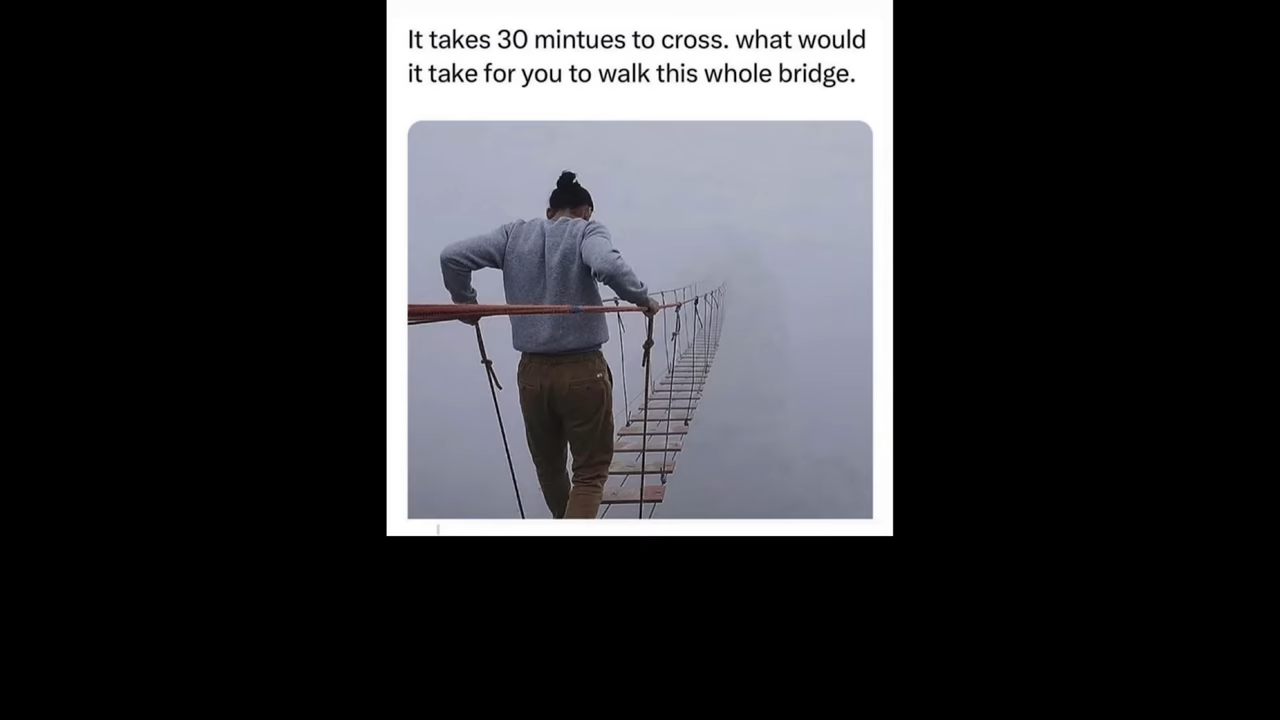 It takes 30 mintues to cross. what would
it take for you to walk this whole bridge.